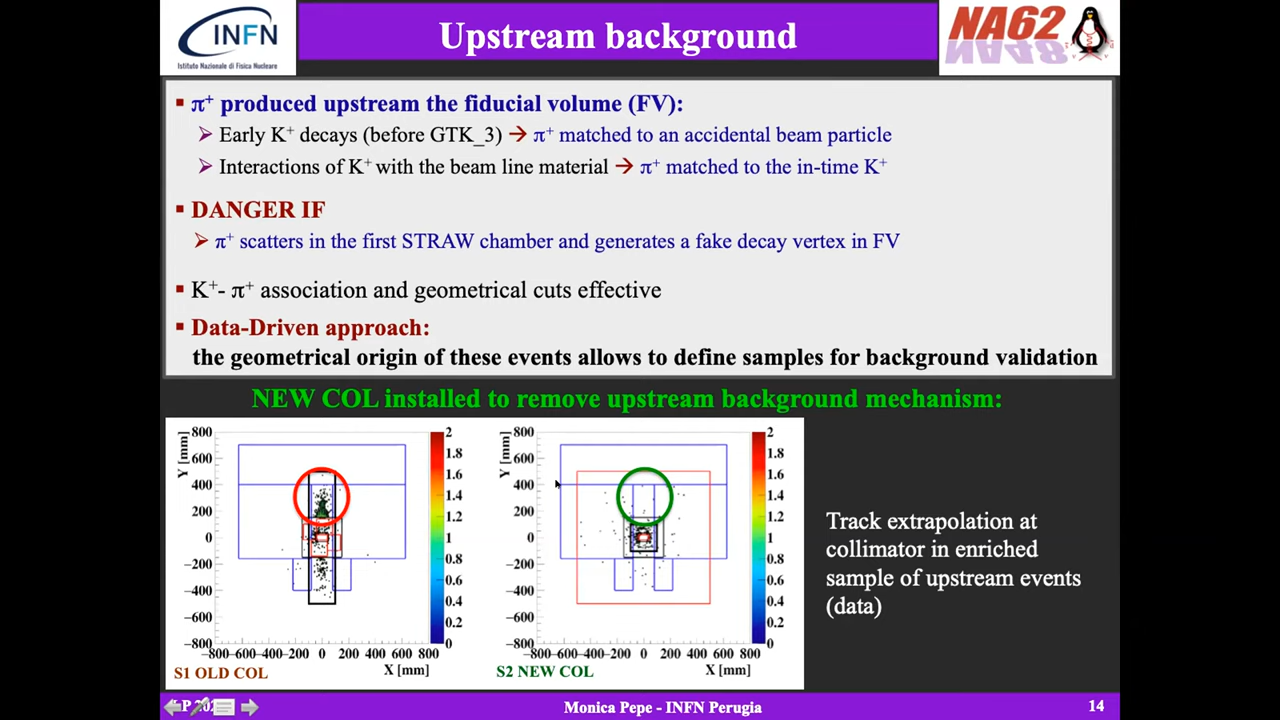 INFN
Istituto Nazionale di Fisica Nucleare
Upstream background
NA62
NA48
▪ π⁺ produced upstream the fiducial volume (FV):
➢ Early K⁺ decays (before GTK_3) → π⁺ matched to an accidental beam particle
➢ Interactions of K⁺ with the beam line material → π⁺ matched to the in-time K⁺
▪ DANGER IF
➢ π⁺ scatters in the first STRAW chamber and generates a fake decay vertex in FV
▪ K⁺- π⁺ association and geometrical cuts effective
▪ Data-Driven approach:
the geometrical origin of these events allows to define samples for background validation
NEW COL installed to remove upstream background mechanism:
Y [mm]
800
600
400
200
0
−200
−400
−600
−800
−800−600−400−200 0 200 400 600 800
X [mm]
2
1.8
1.6
1.4
1.2
1
0.8
0.6
0.4
0.2
0
S1 OLD COL
Y [mm]
800
600
400
200
0
−200
−400
−600
−800
−800−600−400−200 0 200 400 600 800
X [mm]
2
1.8
1.6
1.4
1.2
1
0.8
0.6
0.4
0.2
0
S2 NEW COL
Track extrapolation at
collimator in enriched
sample of upstream events
(data)
Monica Pepe - INFN Perugia
14